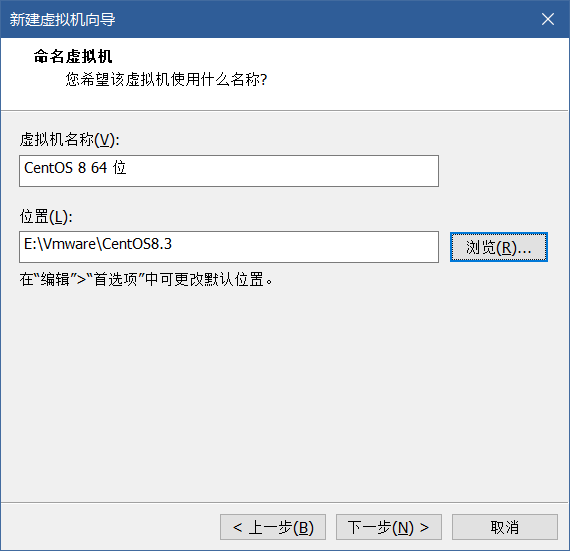 新建虚拟机向导
命名虚拟机
您希望该虚拟机使用什么名称?
虚拟机名称(V):
CentOS 8 64 位
位置(L):
E:\Vmware\CentOS8.3
浏览(R)...
在“编辑”>“首选项”中可更改默认位置。
< 上一步(B) 下一步(N) > 取消